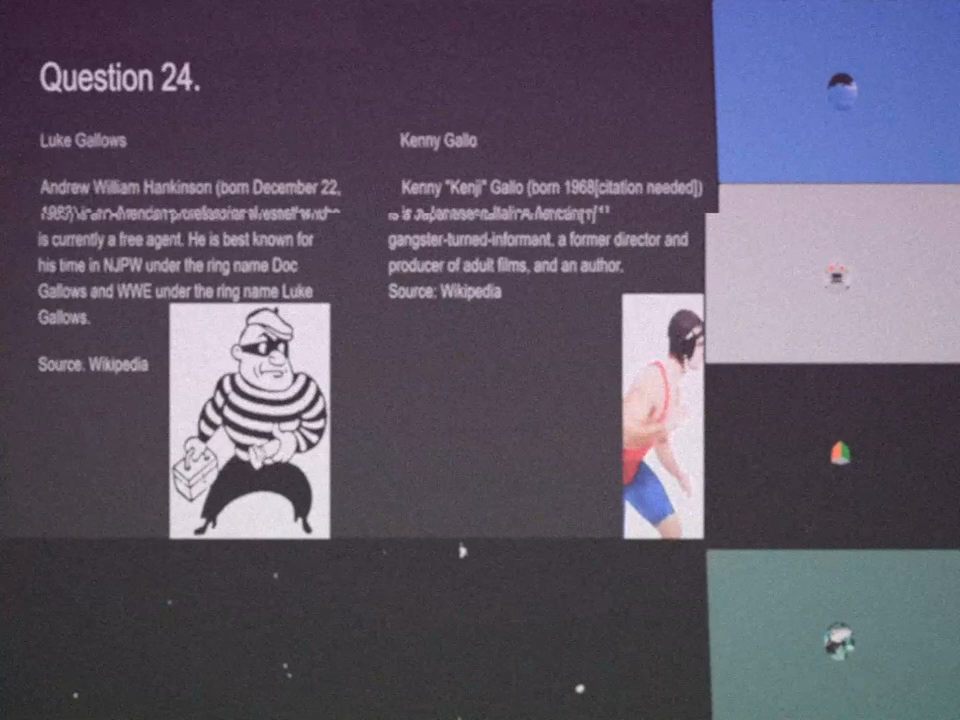 Question 24.
Luke Gallows
Andrew William Hankinson (born December 22,
is currently a free agent. He is best known for
his time in NJPW under the ring name Doc
Gallows and WWE under the ring name Luke
Gallows.
Source: Wikipedia
Kenny Gallo
Kenny "Kenji" Gallo (born 1968[citation needed])
gangster-turned-informant, a former director and
producer of adult films, and an author.
Source: Wikipedia